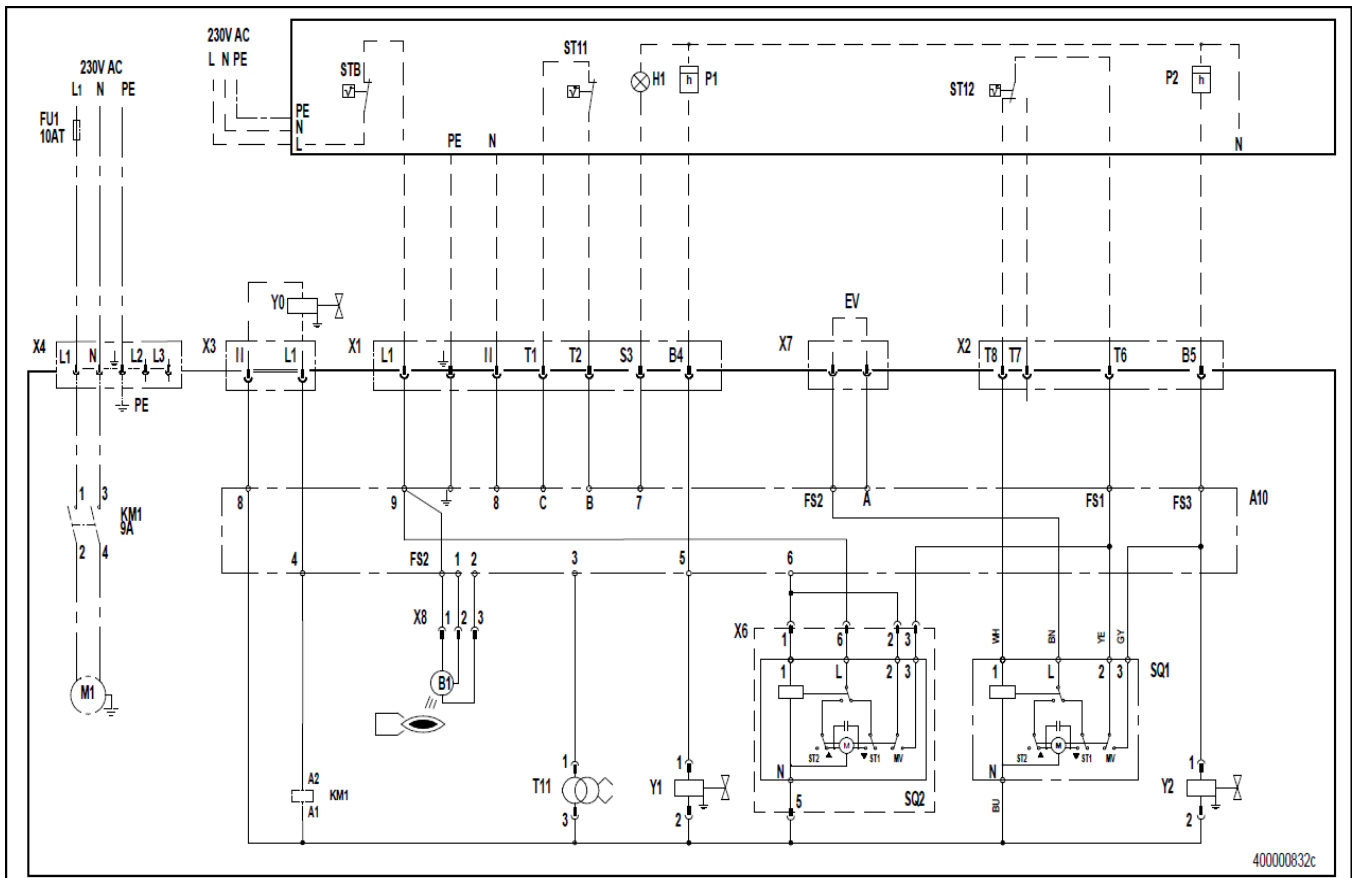 230V AC
L N PE
230V AC
L1 N PE
FU1
10AT
STB
ST11
H1
h
P1
ST12
P2
h
PE
N
L
PE
N
N
Y0
EV
X4
L1
N
L2
L3
X3
II
L1
X1
L1
II
T1
T2
S3
B4
X7
X2
T8
T7
T6
B5
PE
1
3
KM1
9A
2
4
8
9
8
C
B
7
FS2
A
FS1
FS3
A10
4
FS2
1
2
3
5
6
X8
1
2
3
X6
1
6
2
3
WH
BN
YE
GY
M1
B1
1
L
2
3
1
L
2
3
SQ1
M
ST2
ST1
MV
M
ST2
ST1
MV
A2
KM1
A1
T11
1
3
Y1
1
2
N
5
SQ2
N
BU
Y2
1
2
400000832c